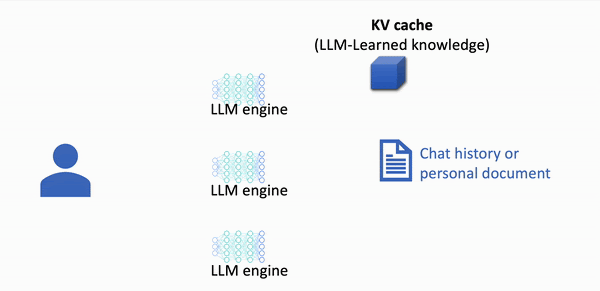 KV cache
(LLM-Learned knowledge)
LLM engine
Chat history or
personal document
LLM engine
LLM engine